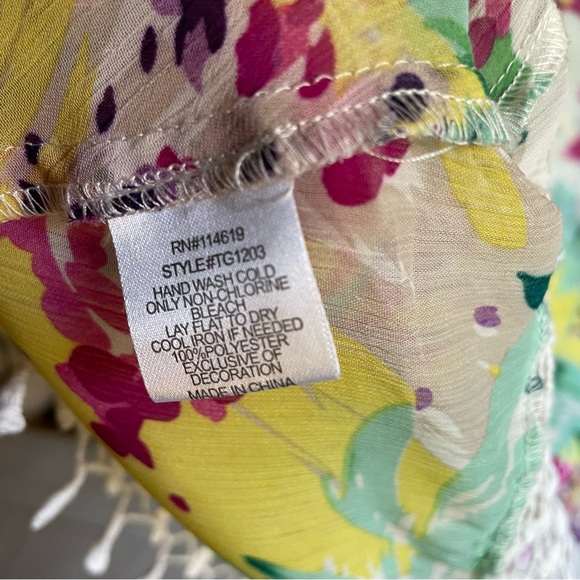 RN#114619
STYLE#TG1203
HAND WASH COLD
ONLY NON-CHLORINE
BLEACH
LAY FLAT TO DRY
COOL IRON IF NEEDED
100%POLYESTER
EXCLUSIVE OF
DECORATION
MADE IN CHINA